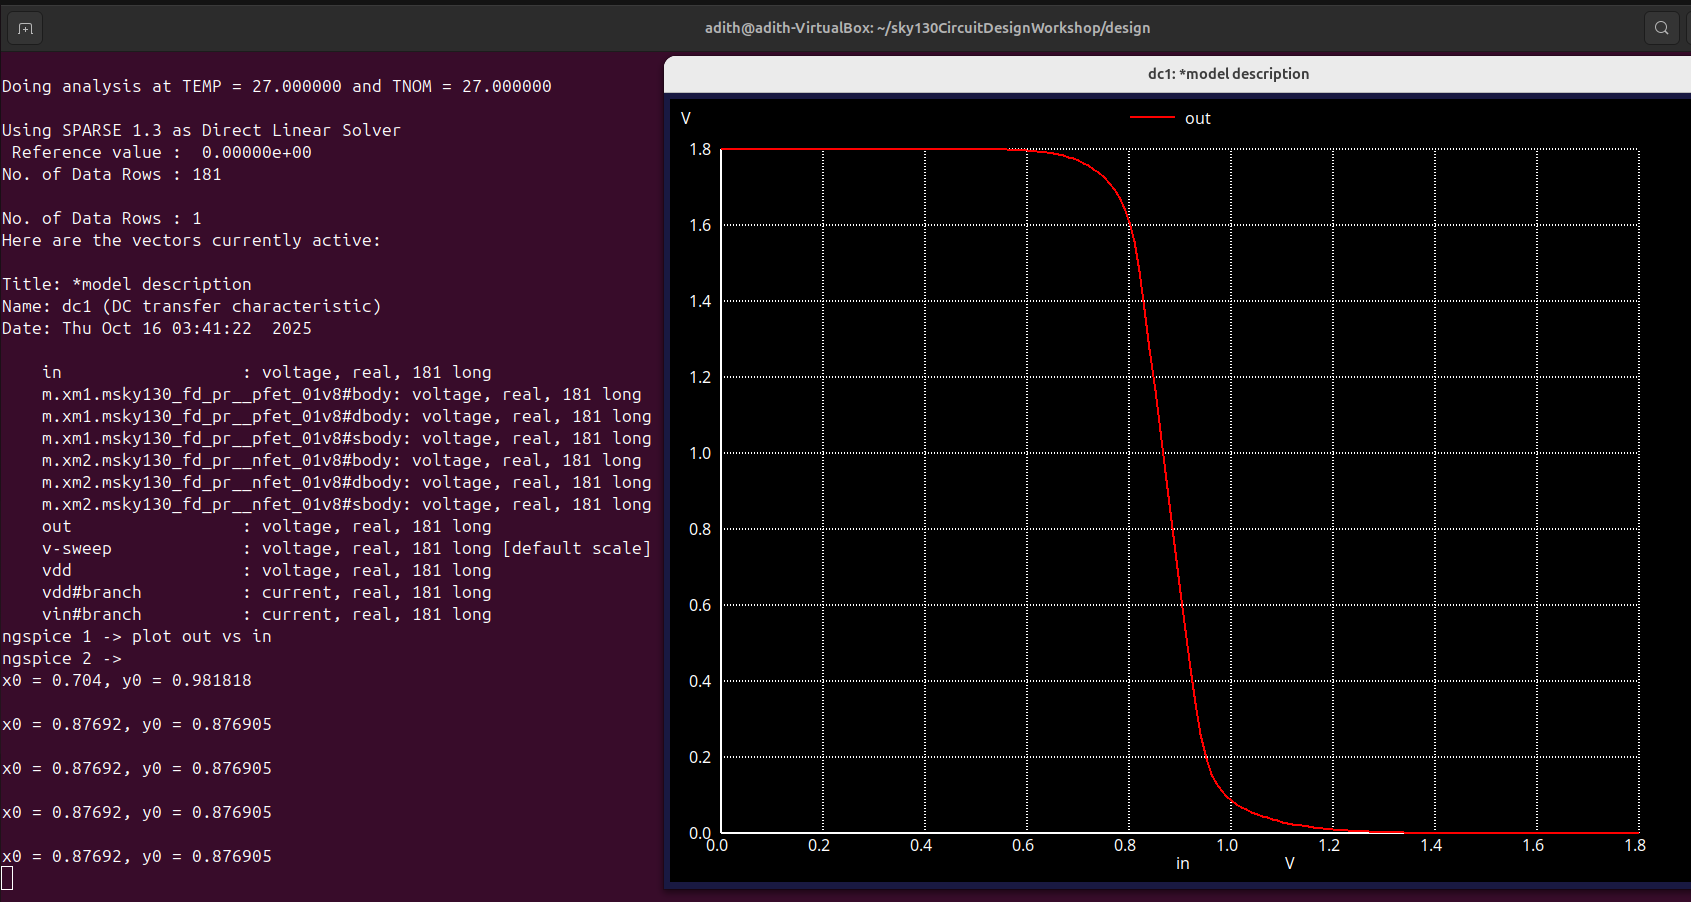 adith@adith-VirtualBox: ~/sky130CircuitDesignWorkshop/design
Doing analysis at TEMP = 27.000000 and TNOM = 27.000000
Using SPARSE 1.3 as Direct Linear Solver
Reference value :  0.00000e+00
No. of Data Rows : 181
No. of Data Rows : 1
Here are the vectors currently active:
Title: *model description
Name: dc1 (DC transfer characteristic)
Date: Thu Oct 16 03:41:22  2025
in                  : voltage, real, 181 long
m.xm1.msky130_fd_pr__pfet_01v8#body: voltage, real, 181 long
m.xm1.msky130_fd_pr__pfet_01v8#dbody: voltage, real, 181 long
m.xm1.msky130_fd_pr__pfet_01v8#sbody: voltage, real, 181 long
m.xm2.msky130_fd_pr__nfet_01v8#body: voltage, real, 181 long
m.xm2.msky130_fd_pr__nfet_01v8#dbody: voltage, real, 181 long
m.xm2.msky130_fd_pr__nfet_01v8#sbody: voltage, real, 181 long
out                 : voltage, real, 181 long
v-sweep             : voltage, real, 181 long [default scale]
vdd                 : voltage, real, 181 long
vdd#branch          : current, real, 181 long
vin#branch          : current, real, 181 long
ngspice 1 -> plot out vs in
ngspice 2 ->
x0 = 0.704, y0 = 0.981818
x0 = 0.87692, y0 = 0.876905
x0 = 0.87692, y0 = 0.876905
x0 = 0.87692, y0 = 0.876905
x0 = 0.87692, y0 = 0.876905
dc1: *model description
V
out
1.8
1.6
1.4
1.2
1.0
0.8
0.6
0.4
0.2
0.0
0.0 0.2 0.4 0.6 0.8 1.0 1.2 1.4 1.6 1.8
in V